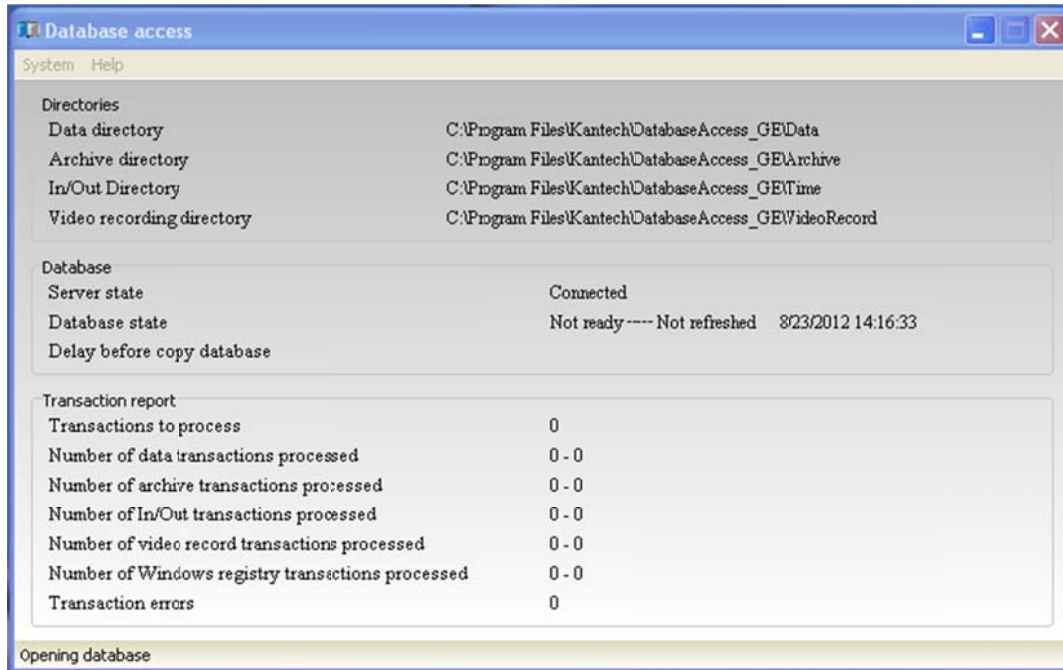 Database access
System Help
Directories
Data directory C:\Program Files\Kantech\DatabaseAccess_GE\Data
Archive directory C:\Program Files\Kantech\DatabaseAccess_GE\Archive
In/Out Directory C:\Program Files\Kantech\DatabaseAccess_GE\Time
Video recording directory C:\Program Files\Kantech\DatabaseAccess_GE\VideoRecord
Database
Server state Connected
Database state Not ready ----- Not refreshed 8/23/2012 14:16:33
Delay before copy database
Transaction report
Transactions to process 0
Number of data transactions processed 0 - 0
Number of archive transactions processed 0 - 0
Number of In/Out transactions processed 0 - 0
Number of video record transactions processed 0 - 0
Number of Windows registry transactions processed 0 - 0
Transaction errors 0
Opening database